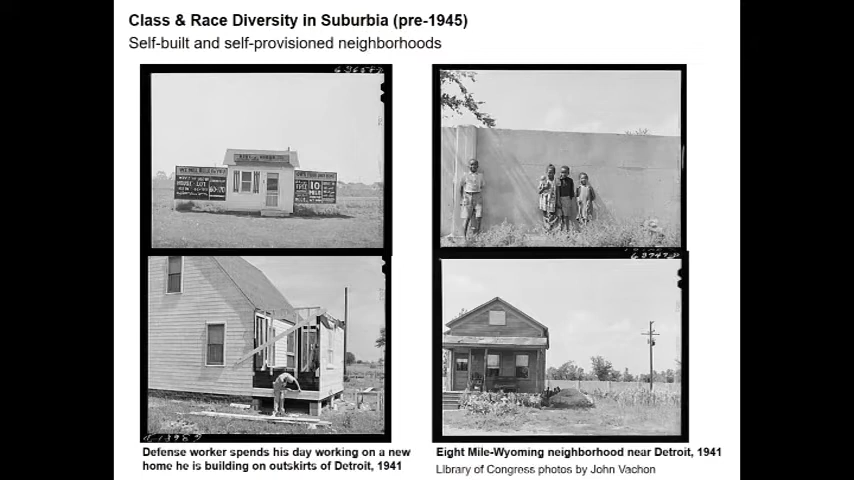 Class & Race Diversity in Suburbia (pre-1945)
Self-built and self-provisioned neighborhoods
10
MILE
Defense worker spends his day working on a new
home he is building on outskirts of Detroit, 1941
Eight Mile-Wyoming neighborhood near Detroit, 1941
Library of Congress photos by John Vachon